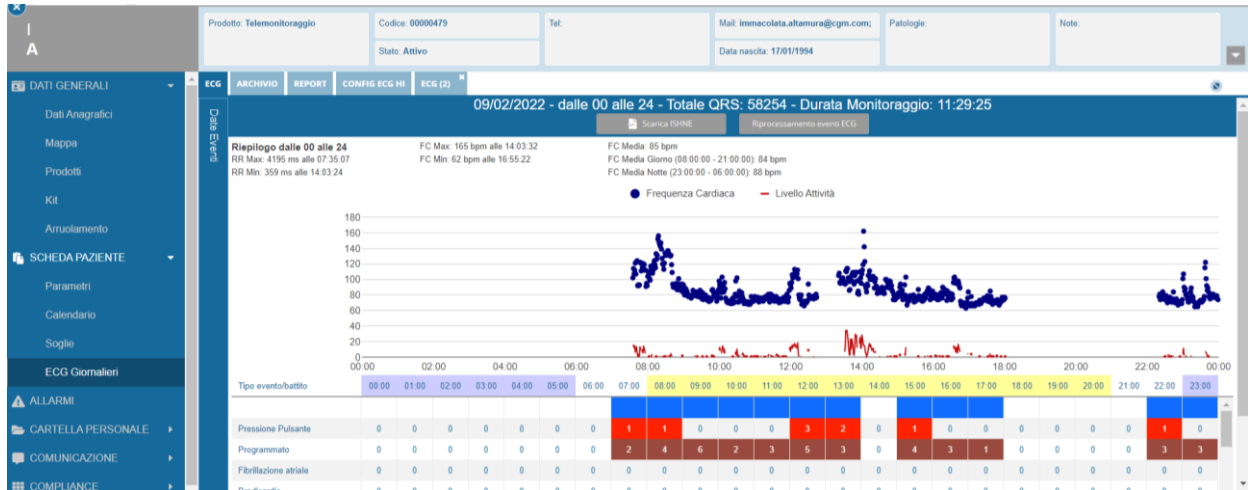 I
A
Prodotto: Telemonitoraggio
Codice: 00000479
Tel:
Mail: immacolata.altamura@cgm.com;
Patologie:
Note:
Stato: Attivo
Data nascita: 17/01/1994
DATI GENERALI
Dati Anagrafici
Mappa
Prodotti
Kit
Arruolamento
SCHEDA PAZIENTE
Parametri
Calendario
Soglie
ECG Giornalieri
ALLARMI
CARTELLA PERSONALE
COMUNICAZIONE
COMPLIANCE
ECG ARCHIVIO REPORT CONFIG ECG HI ECG (2)
Date Eventi
09/02/2022 - dalle 00 alle 24 - Totale QRS: 58254 - Durata Monitoraggio: 11:29:25
Scarica ISHNE Riprocessamento eventi ECG
Riepilogo dalle 00 alle 24
RR Max: 4195 ms alle 07:35:07
RR Min: 359 ms alle 14:03:24
FC Max: 165 bpm alle 14:03:32
FC Min: 62 bpm alle 16:55:22
FC Media: 85 bpm
FC Media Giorno (08:00:00 - 21:00:00): 84 bpm
FC Media Notte (23:00:00 - 06:00:00): 88 bpm
Frequenza Cardiaca Livello Attività
180
160
140
120
100
80
60
40
20
0
00:00 02:00 04:00 06:00 08:00 10:00 12:00 14:00 16:00 18:00 20:00 22:00 00:00
Tipo evento/battito 00:00 01:00 02:00 03:00 04:00 05:00 06:00 07:00 08:00 09:00 10:00 11:00 12:00 13:00 14:00 15:00 16:00 17:00 18:00 19:00 20:00 21:00 22:00 23:00
Pressione Pulsante 0 0 0 0 0 0 0 1 1 0 0 0 3 2 0 1 0 0 0 0 0 0 1 0
Programmato 0 0 0 0 0 0 0 2 4 6 2 3 5 3 0 4 3 1 0 0 0 0 3 3
Fibrillazione atriale 0 0 0 0 0 0 0 0 0 0 0 0 0 0 0 0 0 0 0 0 0 0 0 0